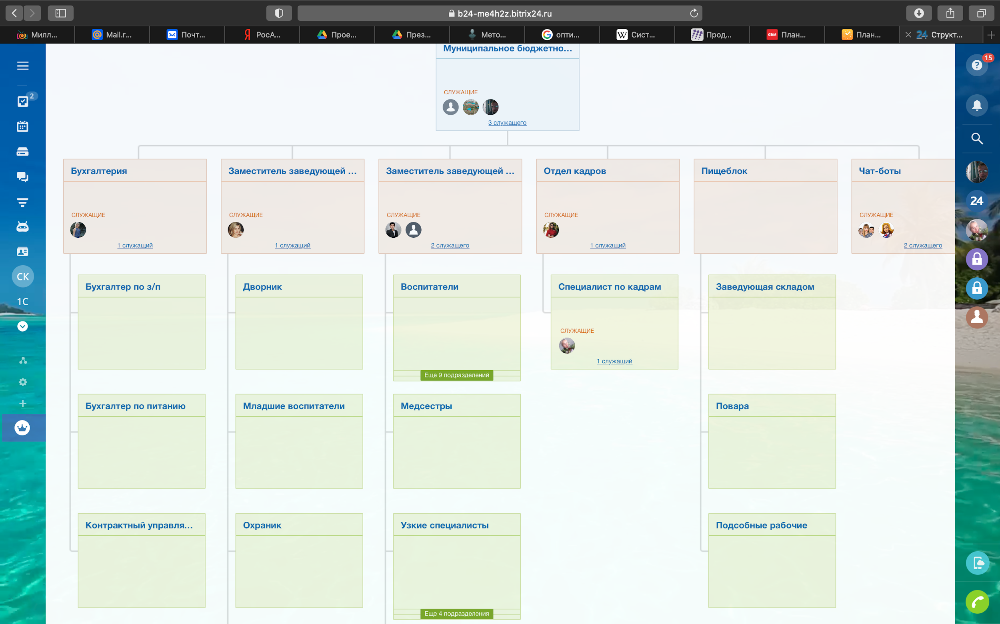 b24-me4h2z.bitrix24.ru
Милл...
Mail.r...
Почт...
РосА...
Прое...
През...
Мето...
опти...
Сист...
Прод...
CRM План...
План...
24 Структ...
Муниципальное бюджетно...
СЛУЖАЩИЕ
3 служащего
15
2
24
СК
1С
Бухгалтерия
СЛУЖАЩИЕ
1 служащий
Заместитель заведующей ...
СЛУЖАЩИЕ
1 служащий
Заместитель заведующей ...
СЛУЖАЩИЕ
2 служащего
Отдел кадров
СЛУЖАЩИЕ
1 служащий
Пищеблок
Чат-боты
СЛУЖАЩИЕ
2 служащего
Бухгалтер по з/п
Дворник
Воспитатели
Еще 9 подразделений
Специалист по кадрам
СЛУЖАЩИЕ
1 служащий
Заведующая складом
Бухгалтер по питанию
Младшие воспитатели
Медсестры
Повара
Контрактный управля...
Охраник
Узкие специалисты
Еще 4 подразделения
Подсобные рабочие